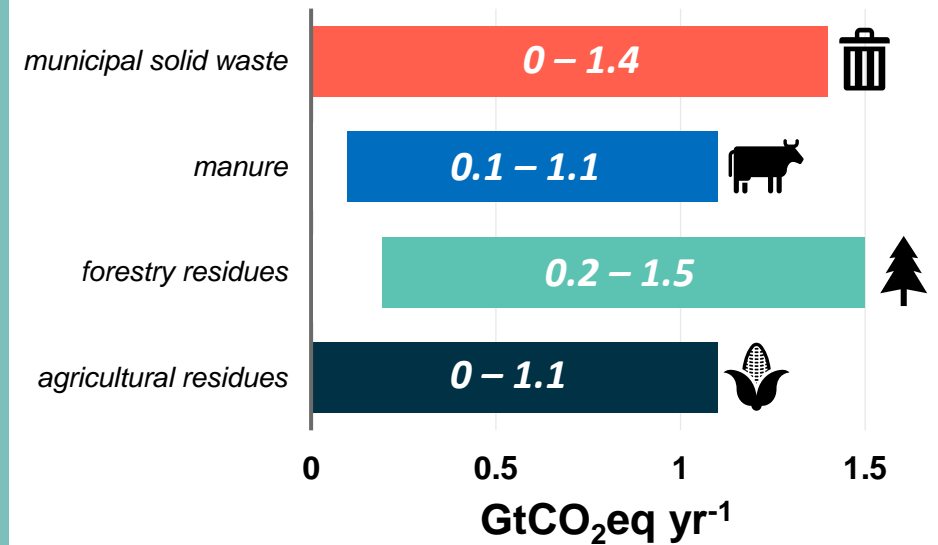 municipal solid waste
0 – 1.4
manure
0.1 – 1.1
forestry residues
0.2 – 1.5
agricultural residues
0 – 1.1
0 0.5 1 1.5
GtCO₂eq yr⁻¹